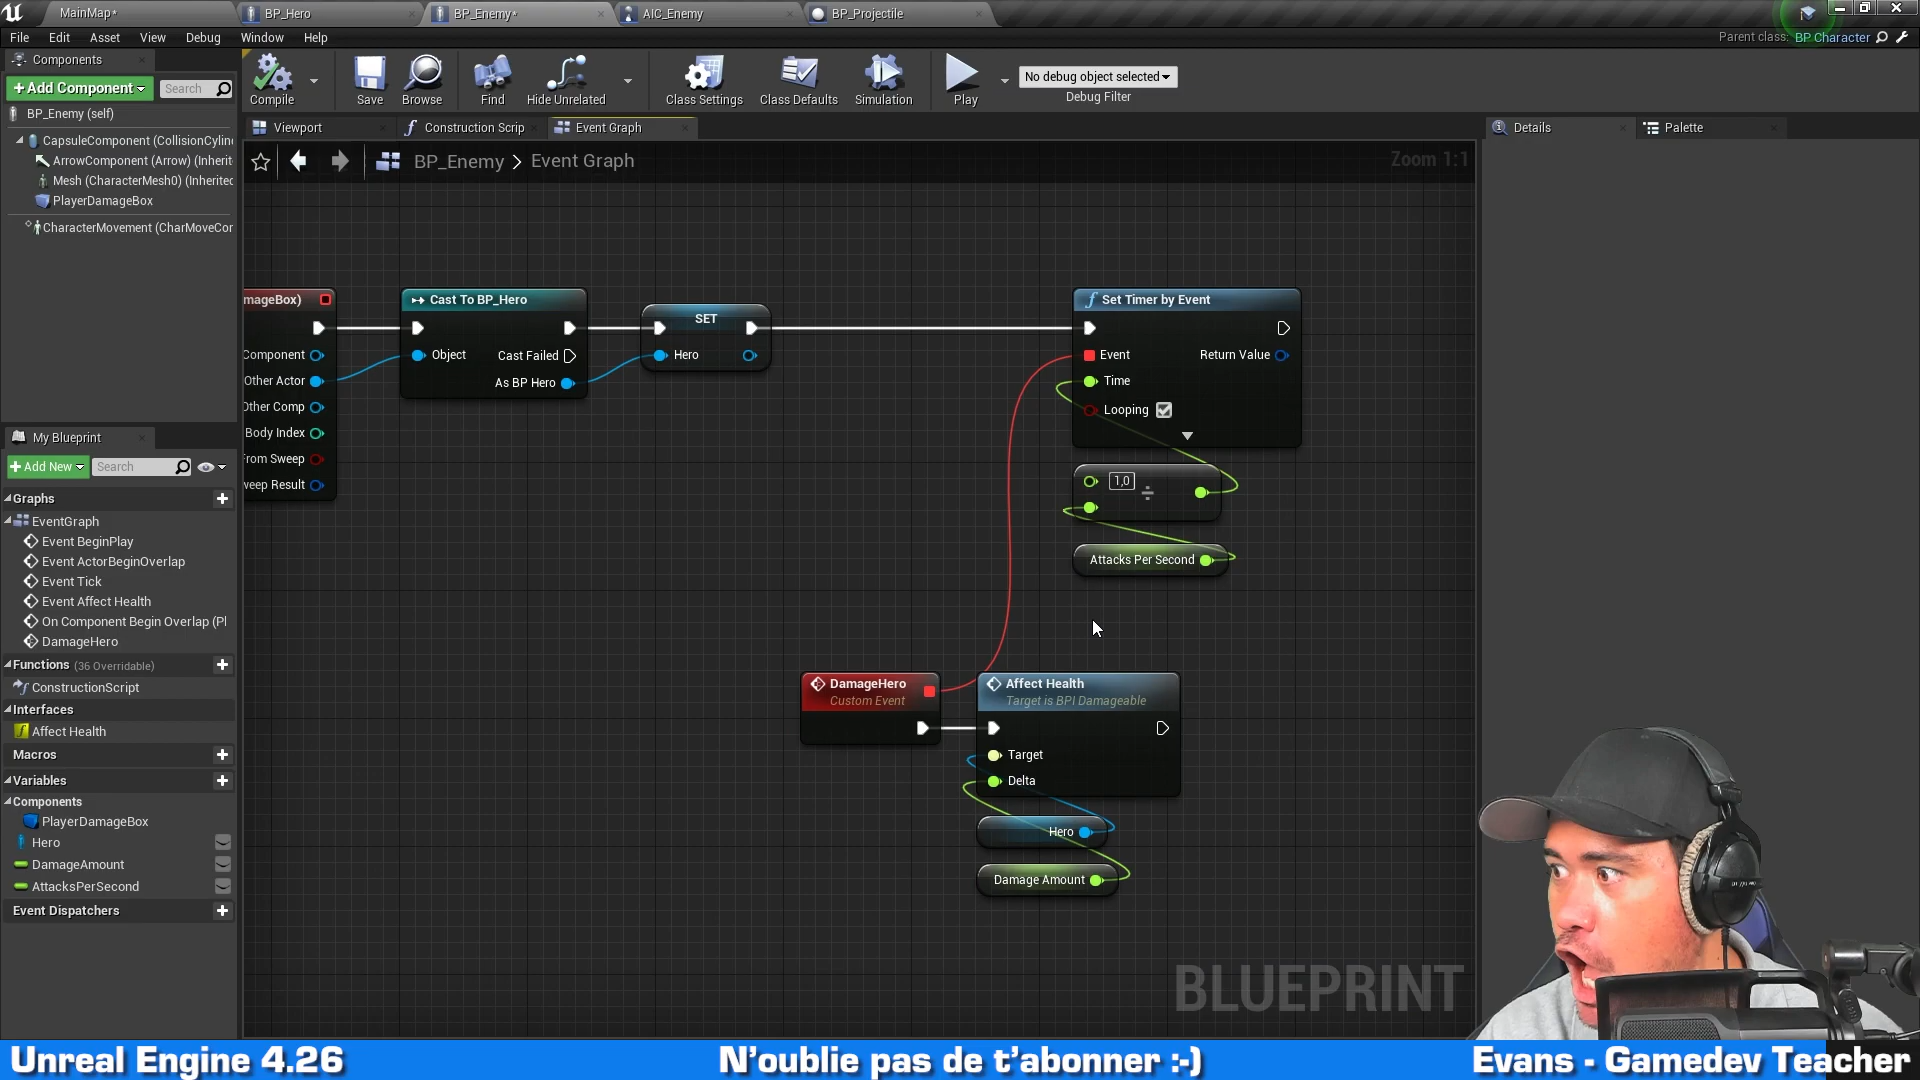 MainMap*
BP_Hero
BP_Enemy*
AIC_Enemy
BP_Projectile
File Edit Asset View Debug Window Help
Parent class: BP Character
Components
+Add Component
Search
Compile
Save
Browse
Find
Hide Unrelated
Class Settings
Class Defaults
Simulation
Play
No debug object selected
Debug Filter
BP_Enemy (self)
CapsuleComponent (CollisionCylin
ArrowComponent (Arrow) (Inherit
Mesh (CharacterMesh0) (Inherited
PlayerDamageBox
CharacterMovement (CharMoveCor
Viewport
Construction Scrip
Event Graph
Details
Palette
BP_Enemy > Event Graph
Zoom 1:1
mageBox)
Component
Other Actor
Other Comp
Body Index
From Sweep
weep Result
Cast To BP_Hero
Object
Cast Failed
As BP Hero
SET
Hero
Set Timer by Event
Event
Return Value
Time
Looping
1,0
÷
Attacks Per Second
DamageHero
Custom Event
Affect Health
Target is BPI Damageable
Target
Delta
Hero
Damage Amount
BLUEPRINT
My Blueprint
+Add New
Search
Graphs
EventGraph
Event BeginPlay
Event ActorBeginOverlap
Event Tick
Event Affect Health
On Component Begin Overlap (Pl
DamageHero
Functions (36 Overridable)
ConstructionScript
Interfaces
Affect Health
Macros
Variables
Components
PlayerDamageBox
Hero
DamageAmount
AttacksPerSecond
Event Dispatchers
Unreal Engine 4.26
N'oublie pas de t'abonner :-)
Evans - Gamedev Teacher